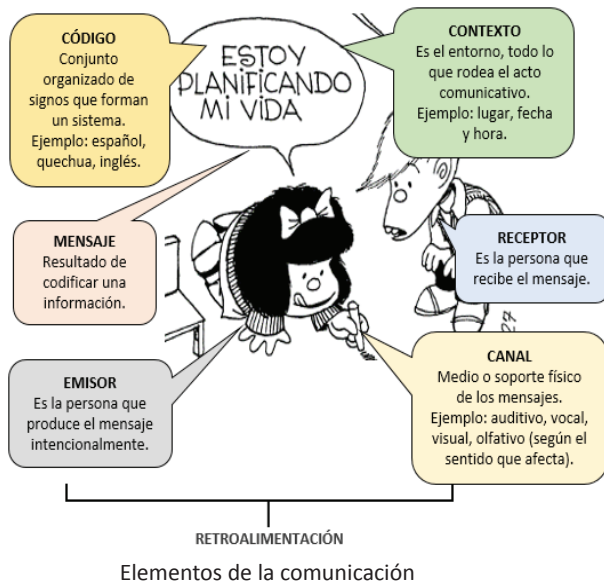 CÓDIGO
Conjunto
organizado de
signos que forman
un sistema.
Ejemplo: español,
quechua, inglés.
ESTOY
PLANIFICANDO
MI VIDA
CONTEXTO
Es el entorno, todo lo
que rodea el acto
comunicativo.
Ejemplo: lugar, fecha
y hora.
MENSAJE
Resultado de
codificar una
información.
RECEPTOR
Es la persona que
recibe el mensaje.
27
EMISOR
Es la persona que
produce el mensaje
intencionalmente.
CANAL
Medio o soporte físico
de los mensajes.
Ejemplo: auditivo, vocal,
visual, olfativo (según el
sentido que afecta).
RETROALIMENTACIÓN
Elementos de la comunicación